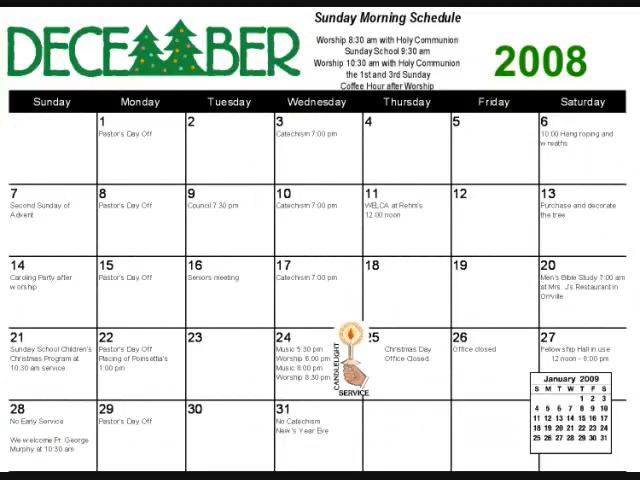 DECEMBER
Sunday Morning Schedule
Worship 8:30 am with Holy Communion
Sunday School 9:30 am
Worship 10:30 am with Holy Communion
the 1st and 3rd Sunday
Coffee Hour after Worship
2008
Sunday Monday Tuesday Wednesday Thursday Friday Saturday
1 2 3 4 5 6
Pastor's Day Off
Catechism 7:00 pm
10:00 Hang roping and
wreaths
7 8 9 10 11 12 13
Second Sunday of
Advent
Pastor's Day Off
Council 7:30 pm
Catechism 7:00 pm
WELCA at Rehm's
12:00 noon
Purchase and decorate
the tree
14 15 16 17 18 19 20
Caroling Party after
worship
Pastor's Day Off
Seniors meeting
Catechism 7:00 pm
Men's Bible Study 7:00 am
at Mrs. J's Restaurant in
Orrville
21 22 23 24 25 26 27
Sunday School Children's
Christmas Program at
10:30 am service
Pastor's Day Off
Placing of Poinsettia's
1:00 pm
Music 5:30 pm
Worship 6:00 pm
Music 8:00 pm
Worship 8:30 pm
CANDLELIGHT
SERVICE
Christmas Day
Office Closed
Office closed
Fellowship Hall in use
12 noon - 6:00 pm
28 29 30 31
No Early Service
We welcome Pr. George
Murphy at 10:30 am
Pastor's Day Off
No Catechism
New's Year Eve
January 2009
S M T W T F S
1 2 3
4 5 6 7 8 9 10
11 12 13 14 15 16 17
18 19 20 21 22 23 24
25 26 27 28 29 30 31